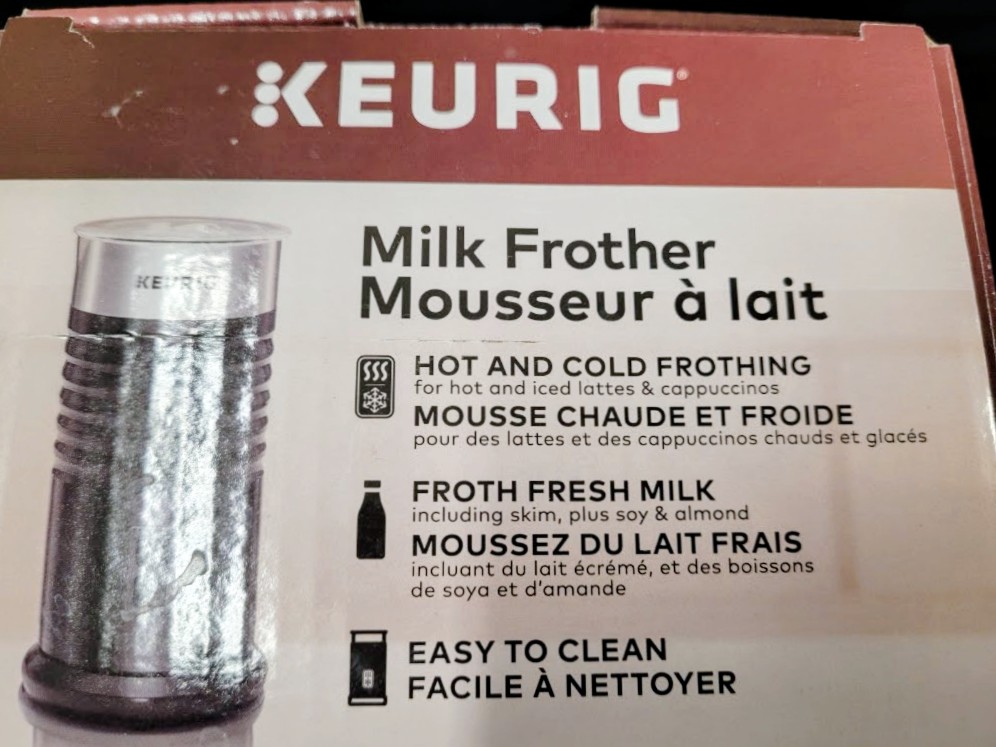 KEURIG
Milk Frother
Mousseur à lait
KEURIG
HOT AND COLD FROTHING
for hot and iced lattes & cappuccinos
MOUSSE CHAUDE ET FROIDE
pour des lattes et des cappuccinos chauds et glacés
FROTH FRESH MILK
including skim, plus soy & almond
MOUSSEZ DU LAIT FRAIS
incluant du lait écrémé, et des boissons
de soya et d'amande
EASY TO CLEAN
FACILE À NETTOYER